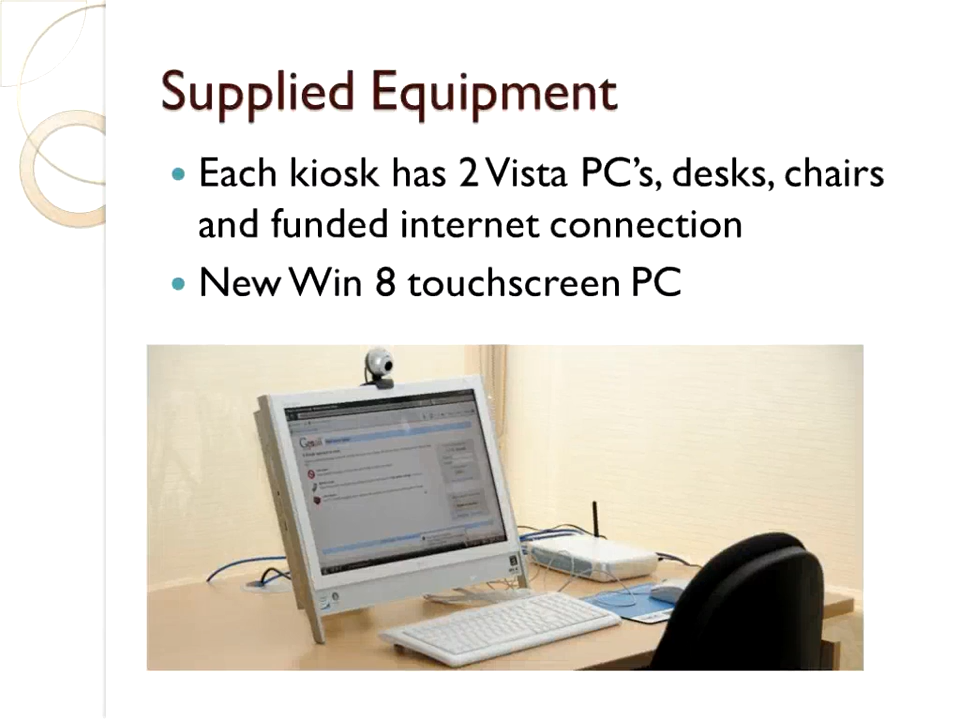 Supplied Equipment
Each kiosk has 2 Vista PC's, desks, chairs
and funded internet connection
New Win 8 touchscreen PC
Gmail